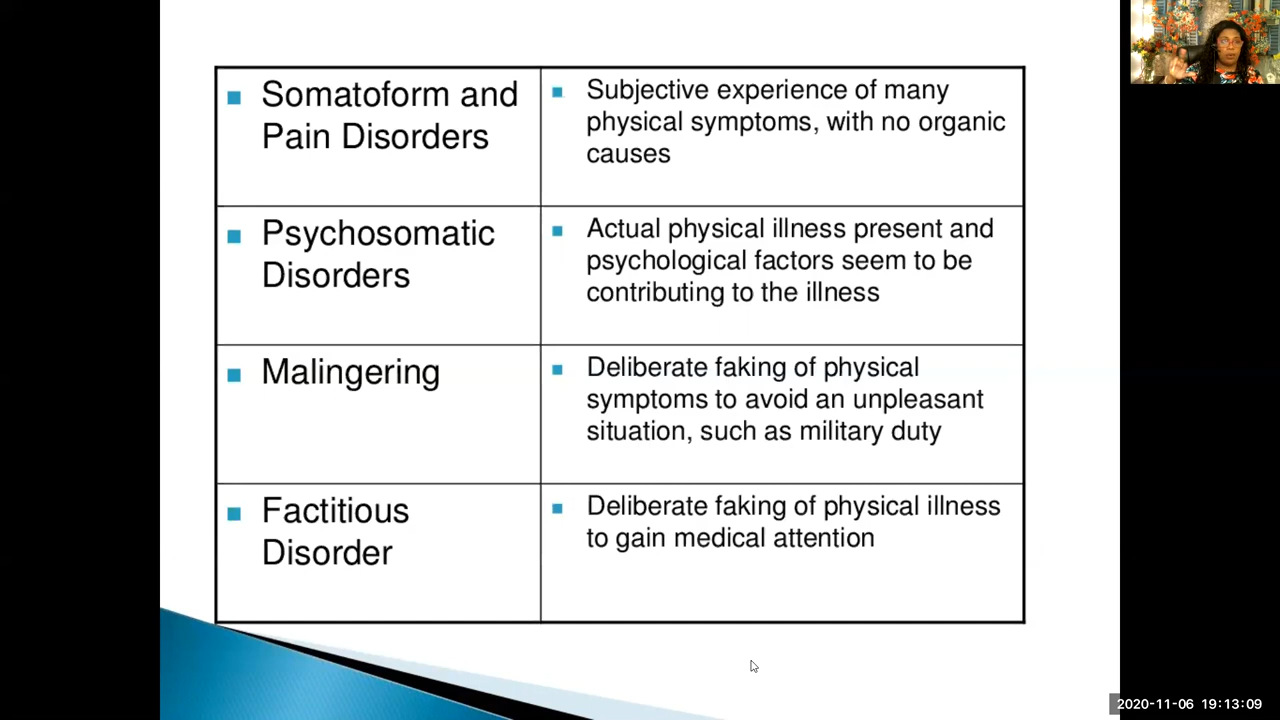 Somatoform and
Pain Disorders
Subjective experience of many
physical symptoms, with no organic
causes
Psychosomatic
Disorders
Actual physical illness present and
psychological factors seem to be
contributing to the illness
Malingering
Deliberate faking of physical
symptoms to avoid an unpleasant
situation, such as military duty
Factitious
Disorder
Deliberate faking of physical illness
to gain medical attention
2020-11-06 19:13:09